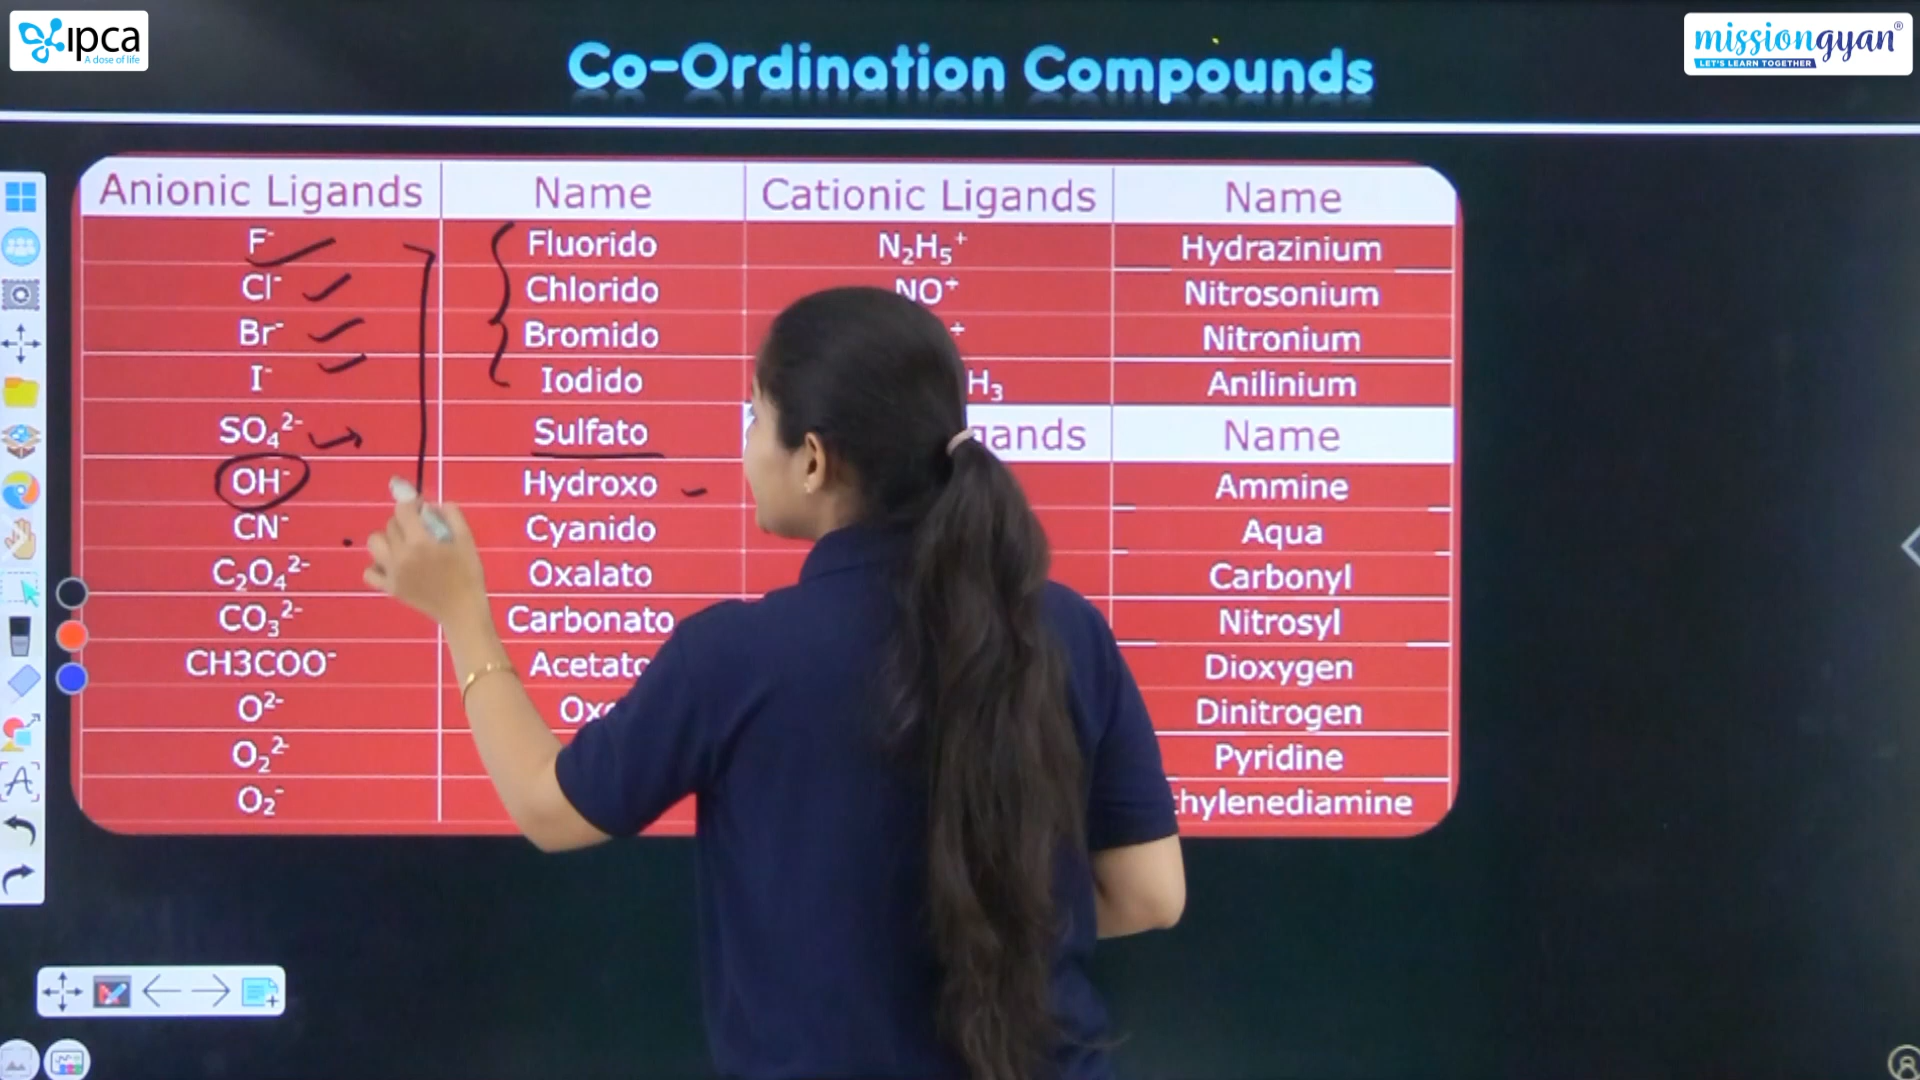 ipca
A dose of life
Co-Ordination Compounds
missiongyan®
LET'S LEARN TOGETHER
Anionic Ligands Name Cationic Ligands Name
F⁻ Fluorido N₂H₅⁺ Hydrazinium
Cl⁻ Chlorido NO⁺ Nitrosonium
Br⁻ Bromido + Nitronium
I⁻ Iodido H₃ Anilinium
SO₄²⁻ Sulfato Name
OH⁻ Hydroxo Ammine
CN⁻ Cyanido Aqua
C₂O₄²⁻ Oxalato Carbonyl
CO₃²⁻ Carbonato Nitrosyl
CH3COO⁻ Dioxygen
O²⁻ Dinitrogen
O₂²⁻ Pyridine
O₂⁻